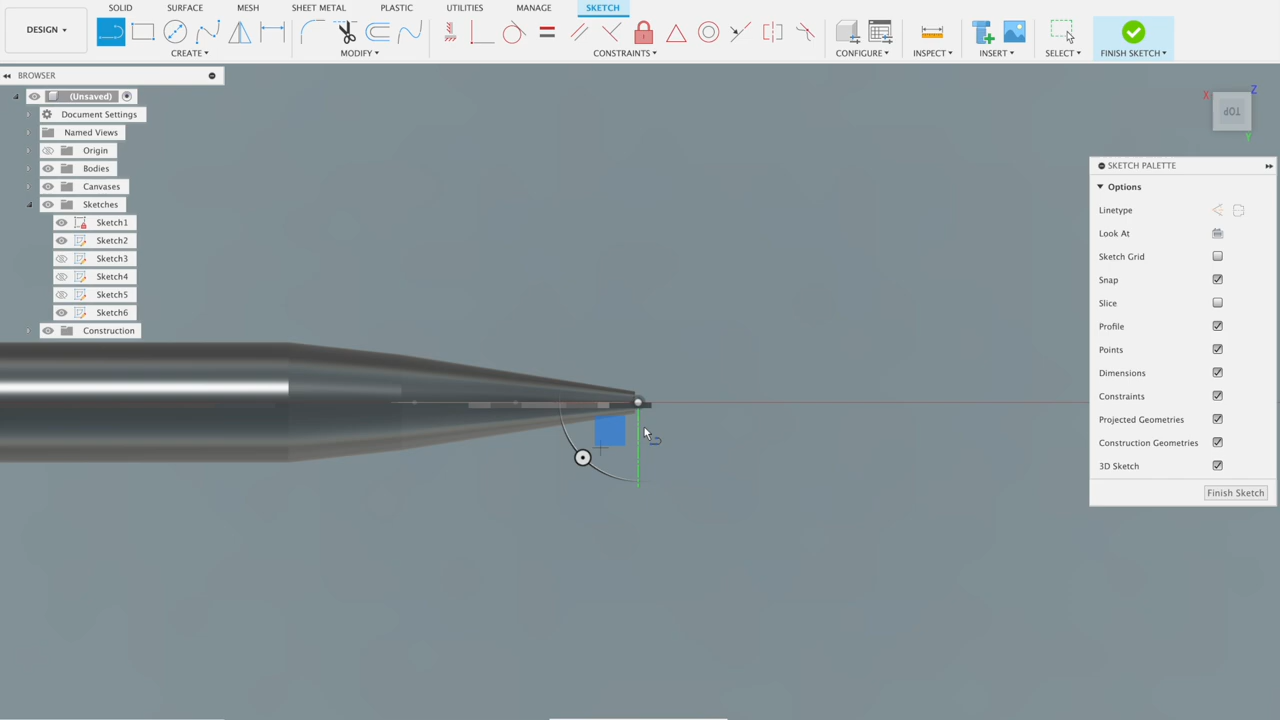 SOLID SURFACE MESH SHEET METAL PLASTIC UTILITIES MANAGE SKETCH
DESIGN
CREATE MODIFY CONSTRAINTS CONFIGURE INSPECT INSERT SELECT FINISH SKETCH
BROWSER
(Unsaved)
Document Settings
Named Views
Origin
Bodies
Canvases
Sketches
Sketch1
Sketch2
Sketch3
Sketch4
Sketch5
Sketch6
Construction
X
Z
TOP
Y
SKETCH PALETTE
Options
Linetype
Look At
Sketch Grid
Snap
Slice
Profile
Points
Dimensions
Constraints
Projected Geometries
Construction Geometries
3D Sketch
Finish Sketch